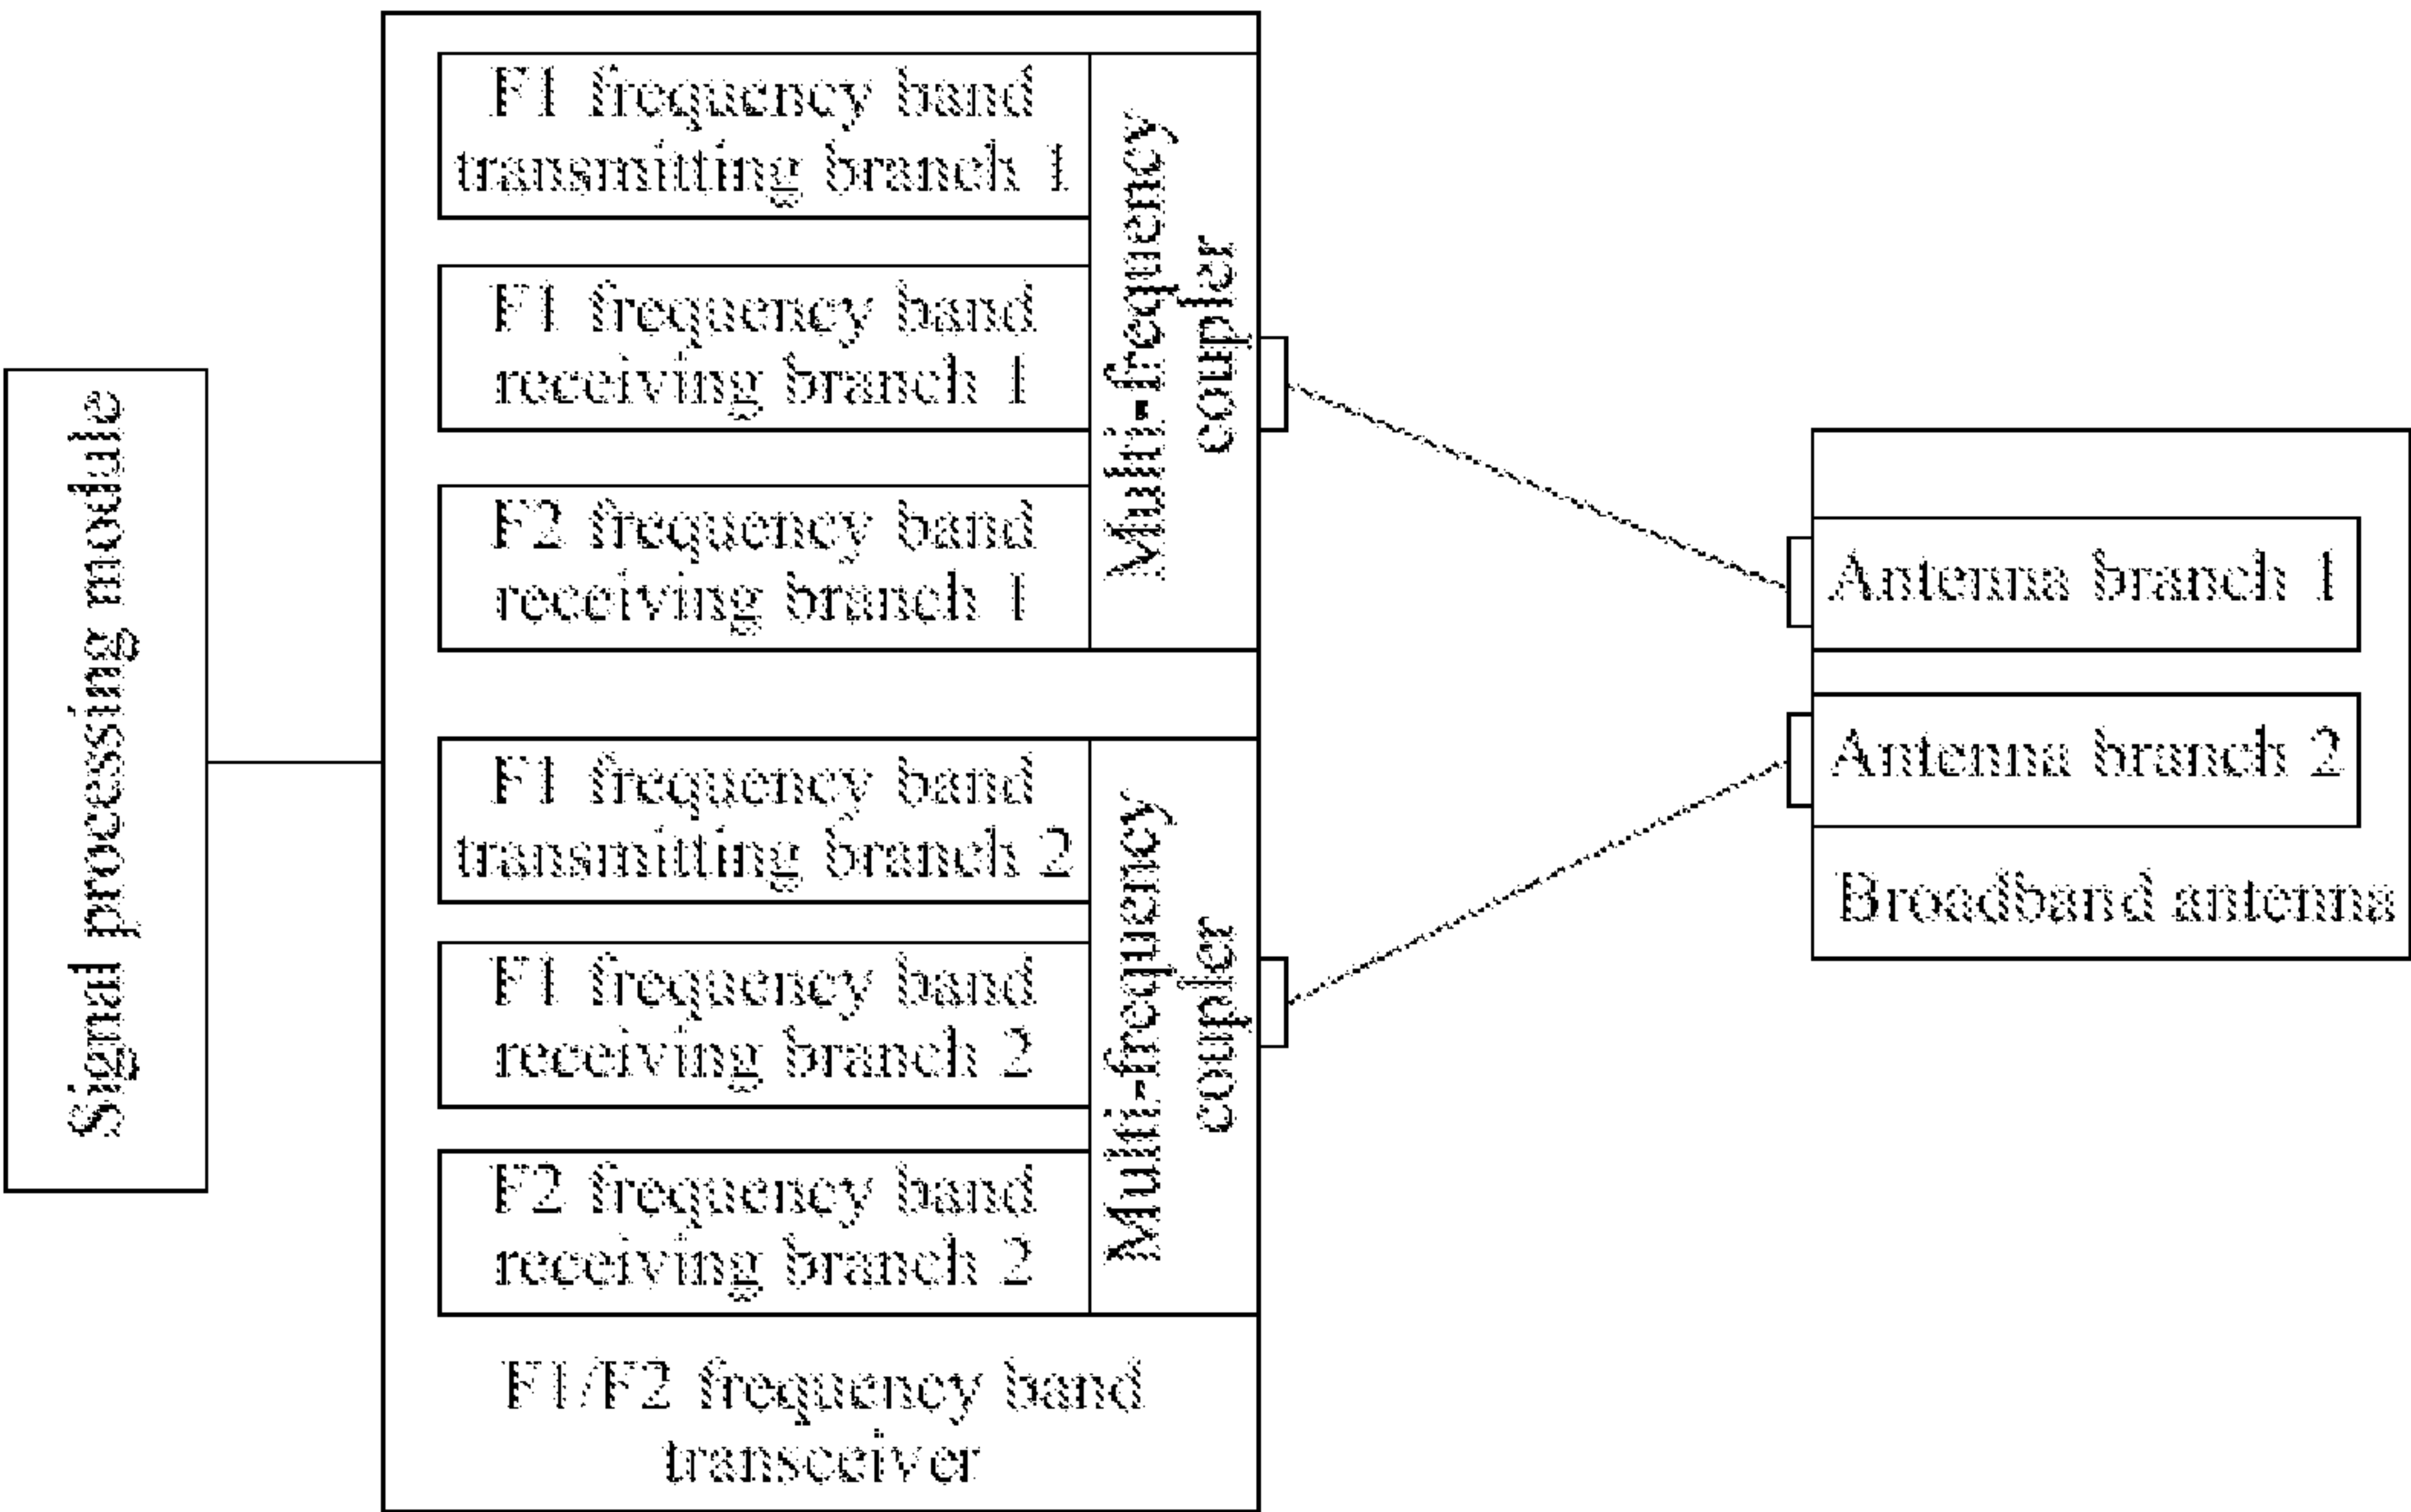 Signal processing module
F1 frequency band
transmitting branch 1
F1 frequency band
receiving branch 1
F2 frequency band
receiving branch 1
Multi-frequency
coupler
F1 frequency band
transmitting branch 2
F1 frequency band
receiving branch 2
F2 frequency band
receiving branch 2
Multi-frequency
coupler
F1/F2 frequency band
transceiver
Antenna branch 1
Antenna branch 2
Broadband antenna